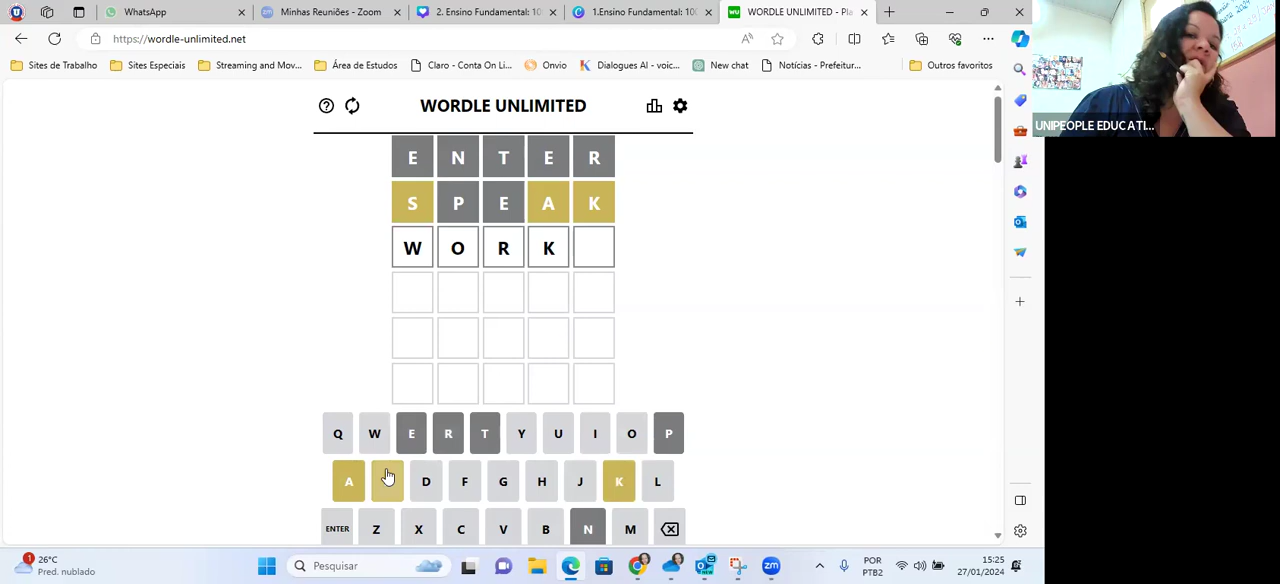 WhatsApp
Minhas Reuniões - Zoom
2. Ensino Fundamental: 10
1.Ensino Fundamental: 100
WORDLE UNLIMITED - Pla
https://wordle-unlimited.net
Sites de Trabalho
Sites Especiais
Streaming and Mov...
Área de Estudos
Claro - Conta On Li...
Onvio
Dialogues AI - voic...
New chat
Notícias - Prefeitur...
Outros favoritos
WORDLE UNLIMITED
E N T E R
S P E A K
W O R K
Q W E R T Y U I O P
A D F G H J K L
ENTER Z X C V B N M
UNIPEOPLE EDUCATI...
1
26°C
Pred. nublado
Pesquisar
POR
PTB2
15:25
27/01/2024